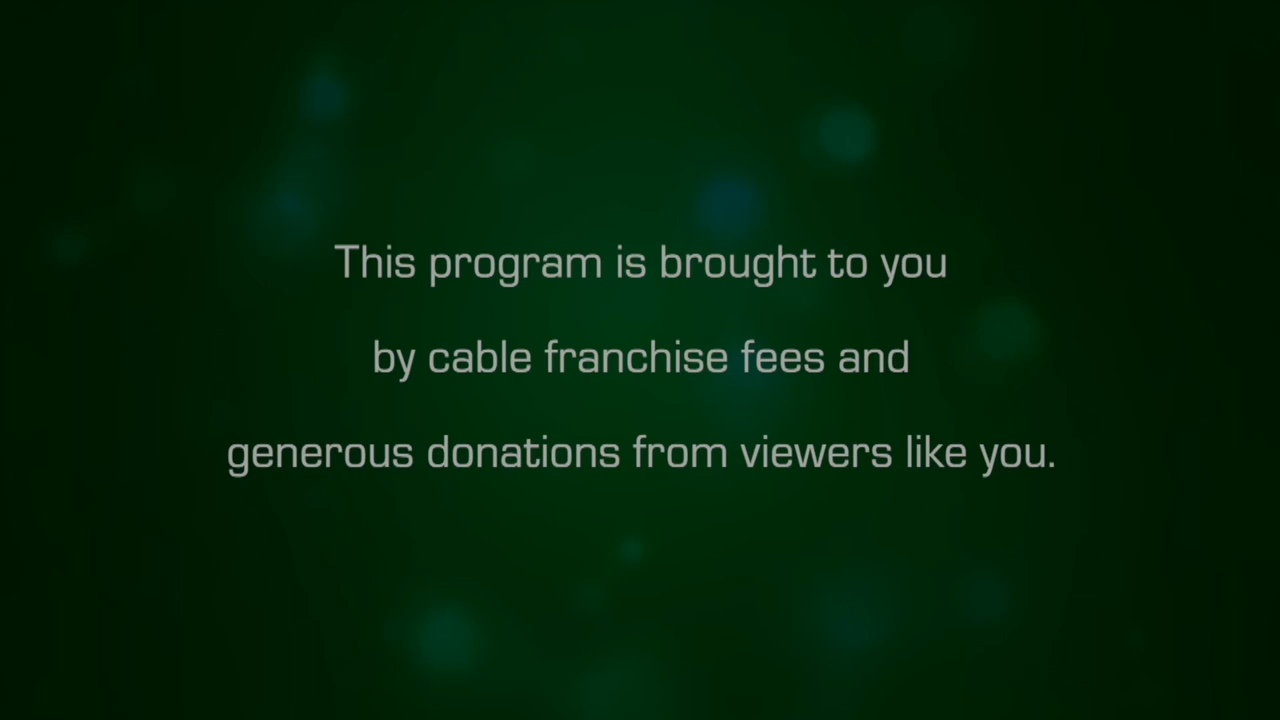 This program is brought to you
by cable franchise fees and
generous donations from viewers like you.